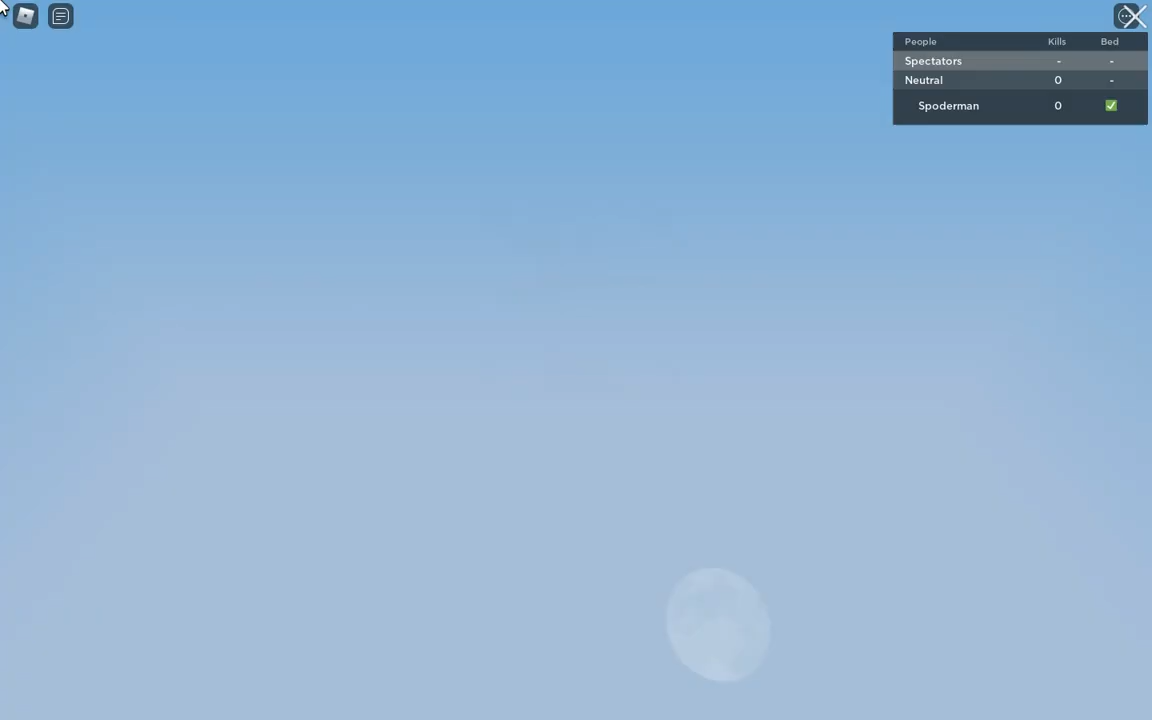 People Kills Bed
Spectators - -
Neutral 0 -
Spoderman 0 ✅